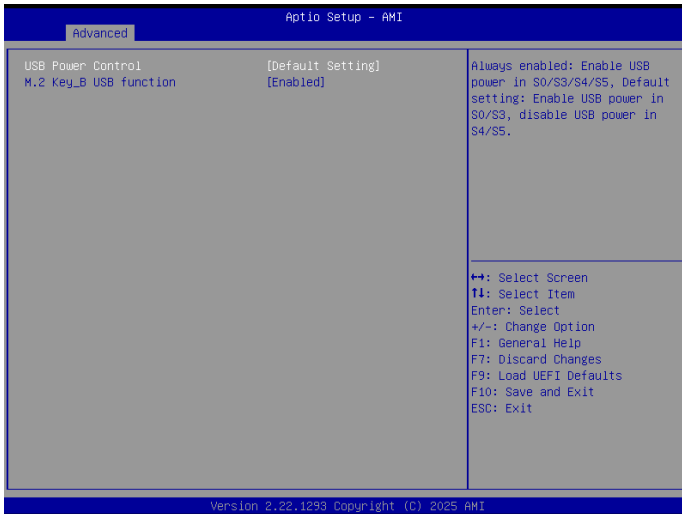 Aptio Setup – AMI
Advanced
USB Power Control [Default Setting]
M.2 Key_B USB function [Enabled]
Always enabled: Enable USB
power in S0/S3/S4/S5, Default
setting: Enable USB power in
S0/S3, disable USB power in
S4/S5.
↔: Select Screen
↑↓: Select Item
Enter: Select
+/-: Change Option
F1: General Help
F7: Discard Changes
F9: Load UEFI Defaults
F10: Save and Exit
ESC: Exit
Version 2.22.1293 Copyright (C) 2025 AMI